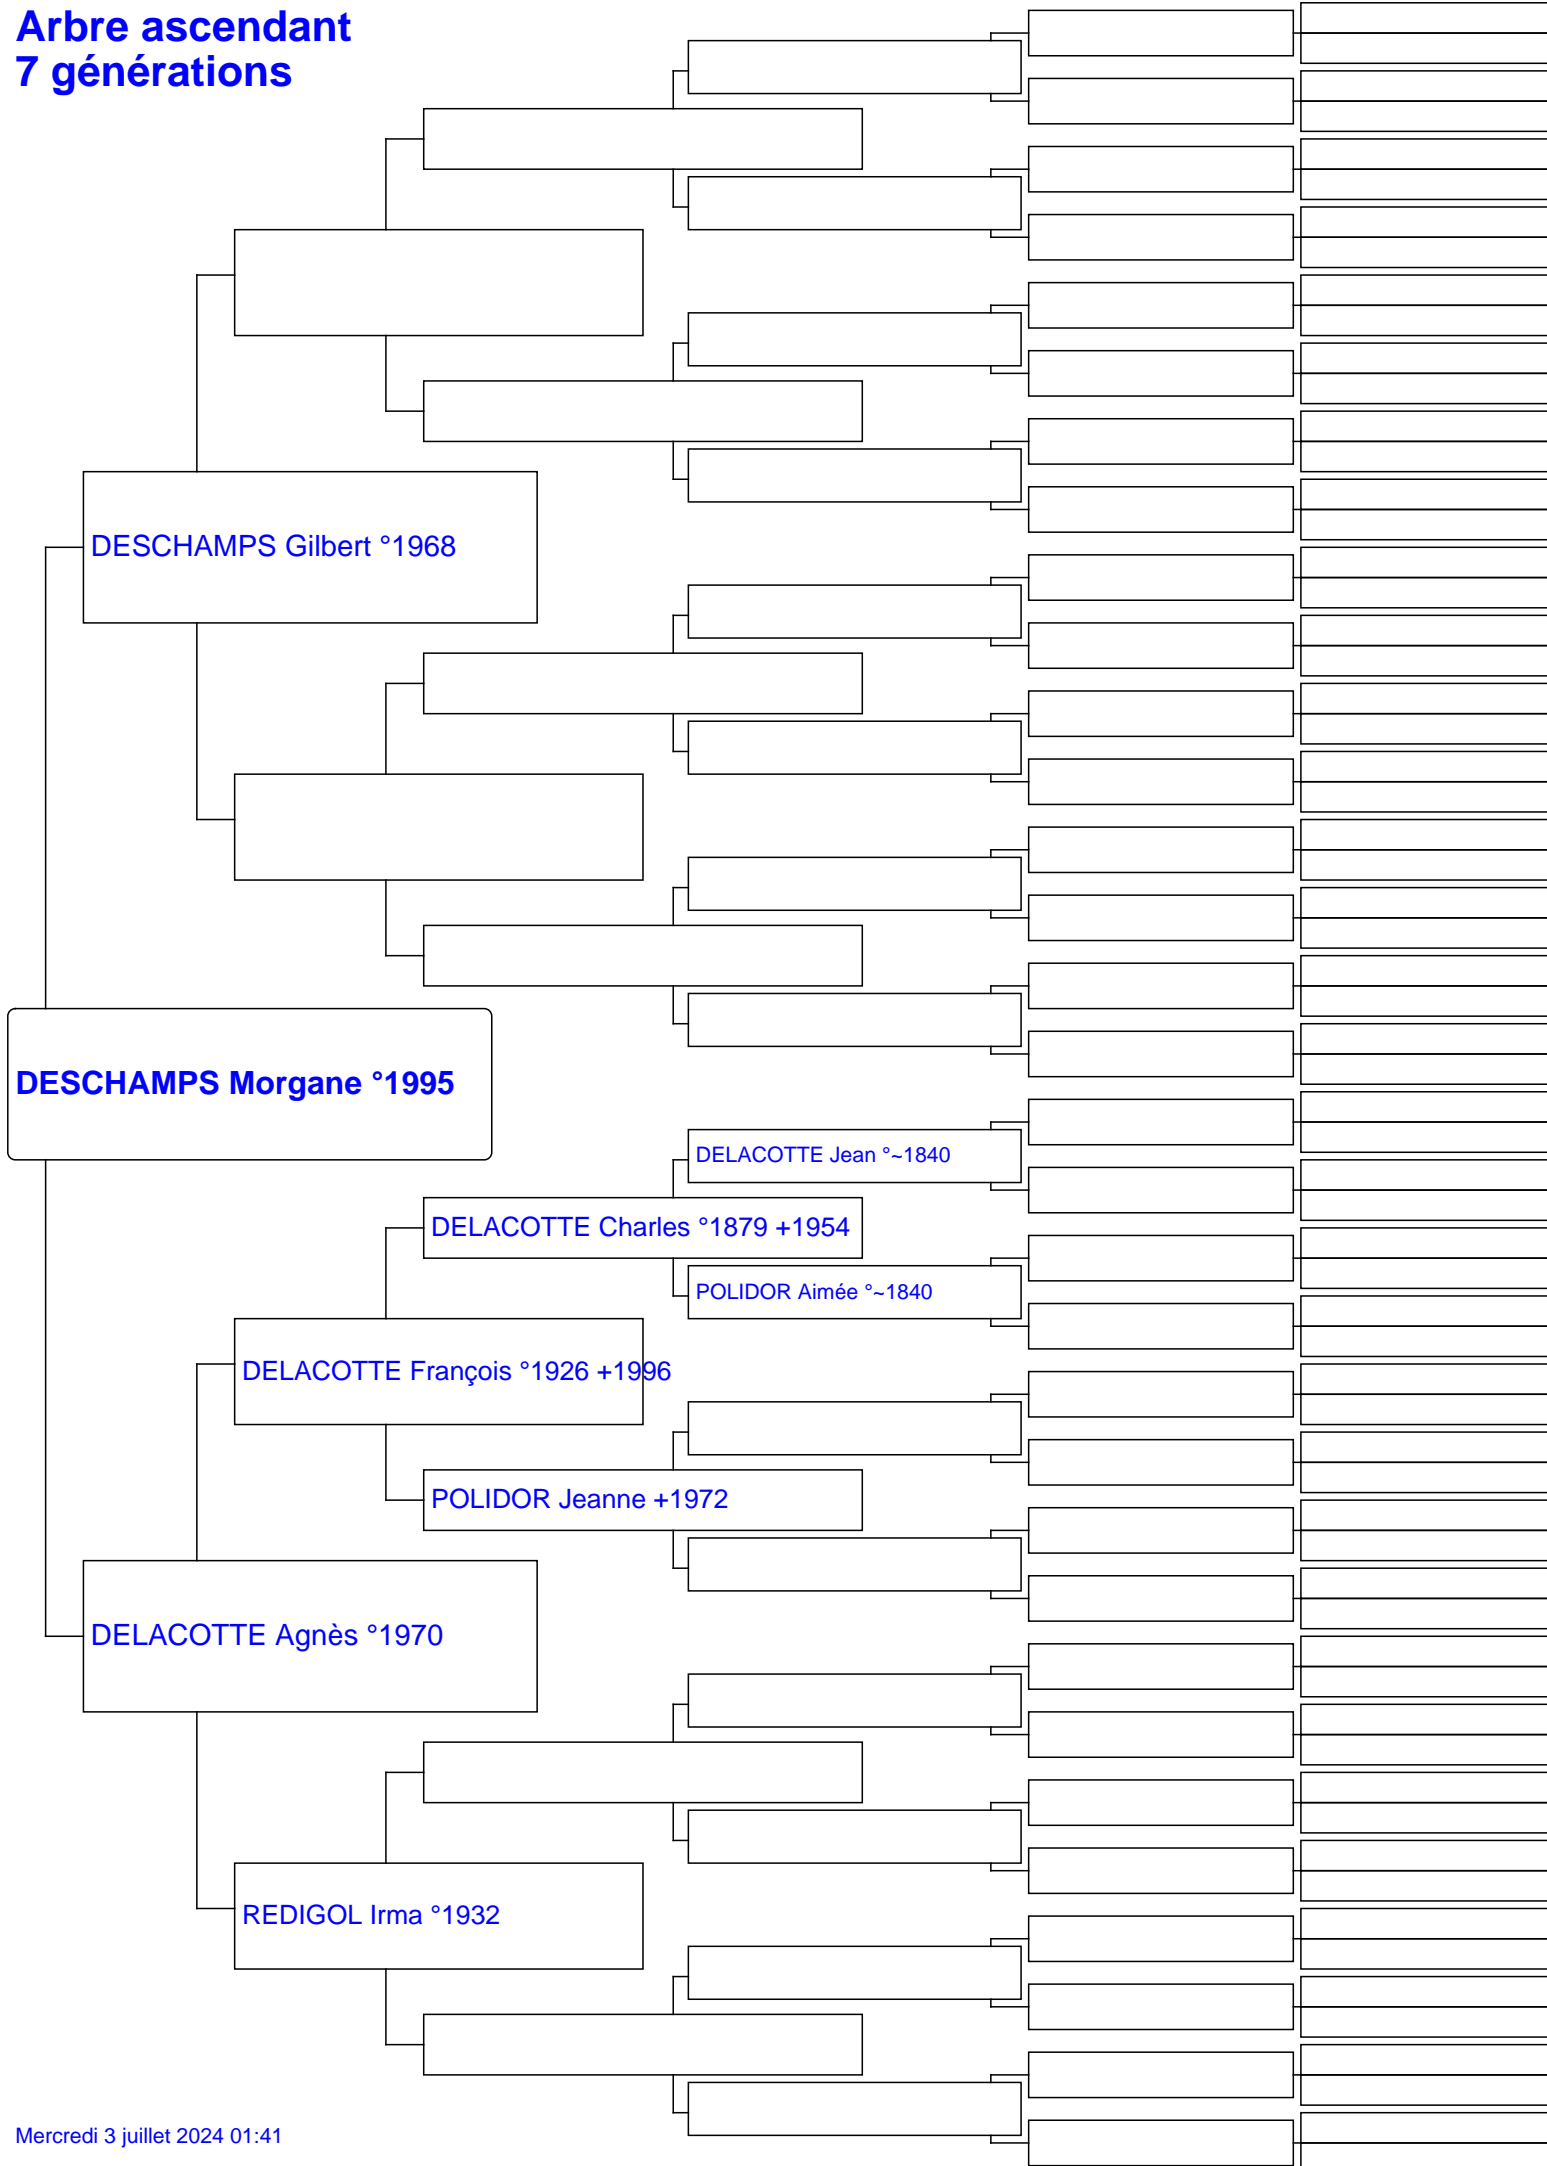 Arbre ascendant
7 générations
DESCHAMPS Gilbert °1968
DESCHAMPS Morgane °1995
DELACOTTE Jean °~1840
DELACOTTE Charles °1879 +1954
POLIDOR Aimée °~1840
DELACOTTE François °1926 +1996
POLIDOR Jeanne +1972
DELACOTTE Agnès °1970
REDIGOL Irma °1932
Mercredi 3 juillet 2024 01:41